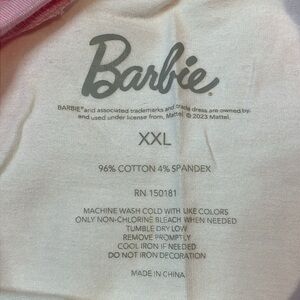 Barbie
BARBIE® and associated trademarks and trade dress are owned by,
and used under license from, Mattel. © 2023 Mattel.
XXL
96% COTTON 4% SPANDEX
RN 150181
MACHINE WASH COLD WITH LIKE COLORS
ONLY NON-CHLORINE BLEACH WHEN NEEDED
TUMBLE DRY LOW
REMOVE PROMPTLY
COOL IRON IF NEEDED
DO NOT IRON DECORATION
MADE IN CHINA